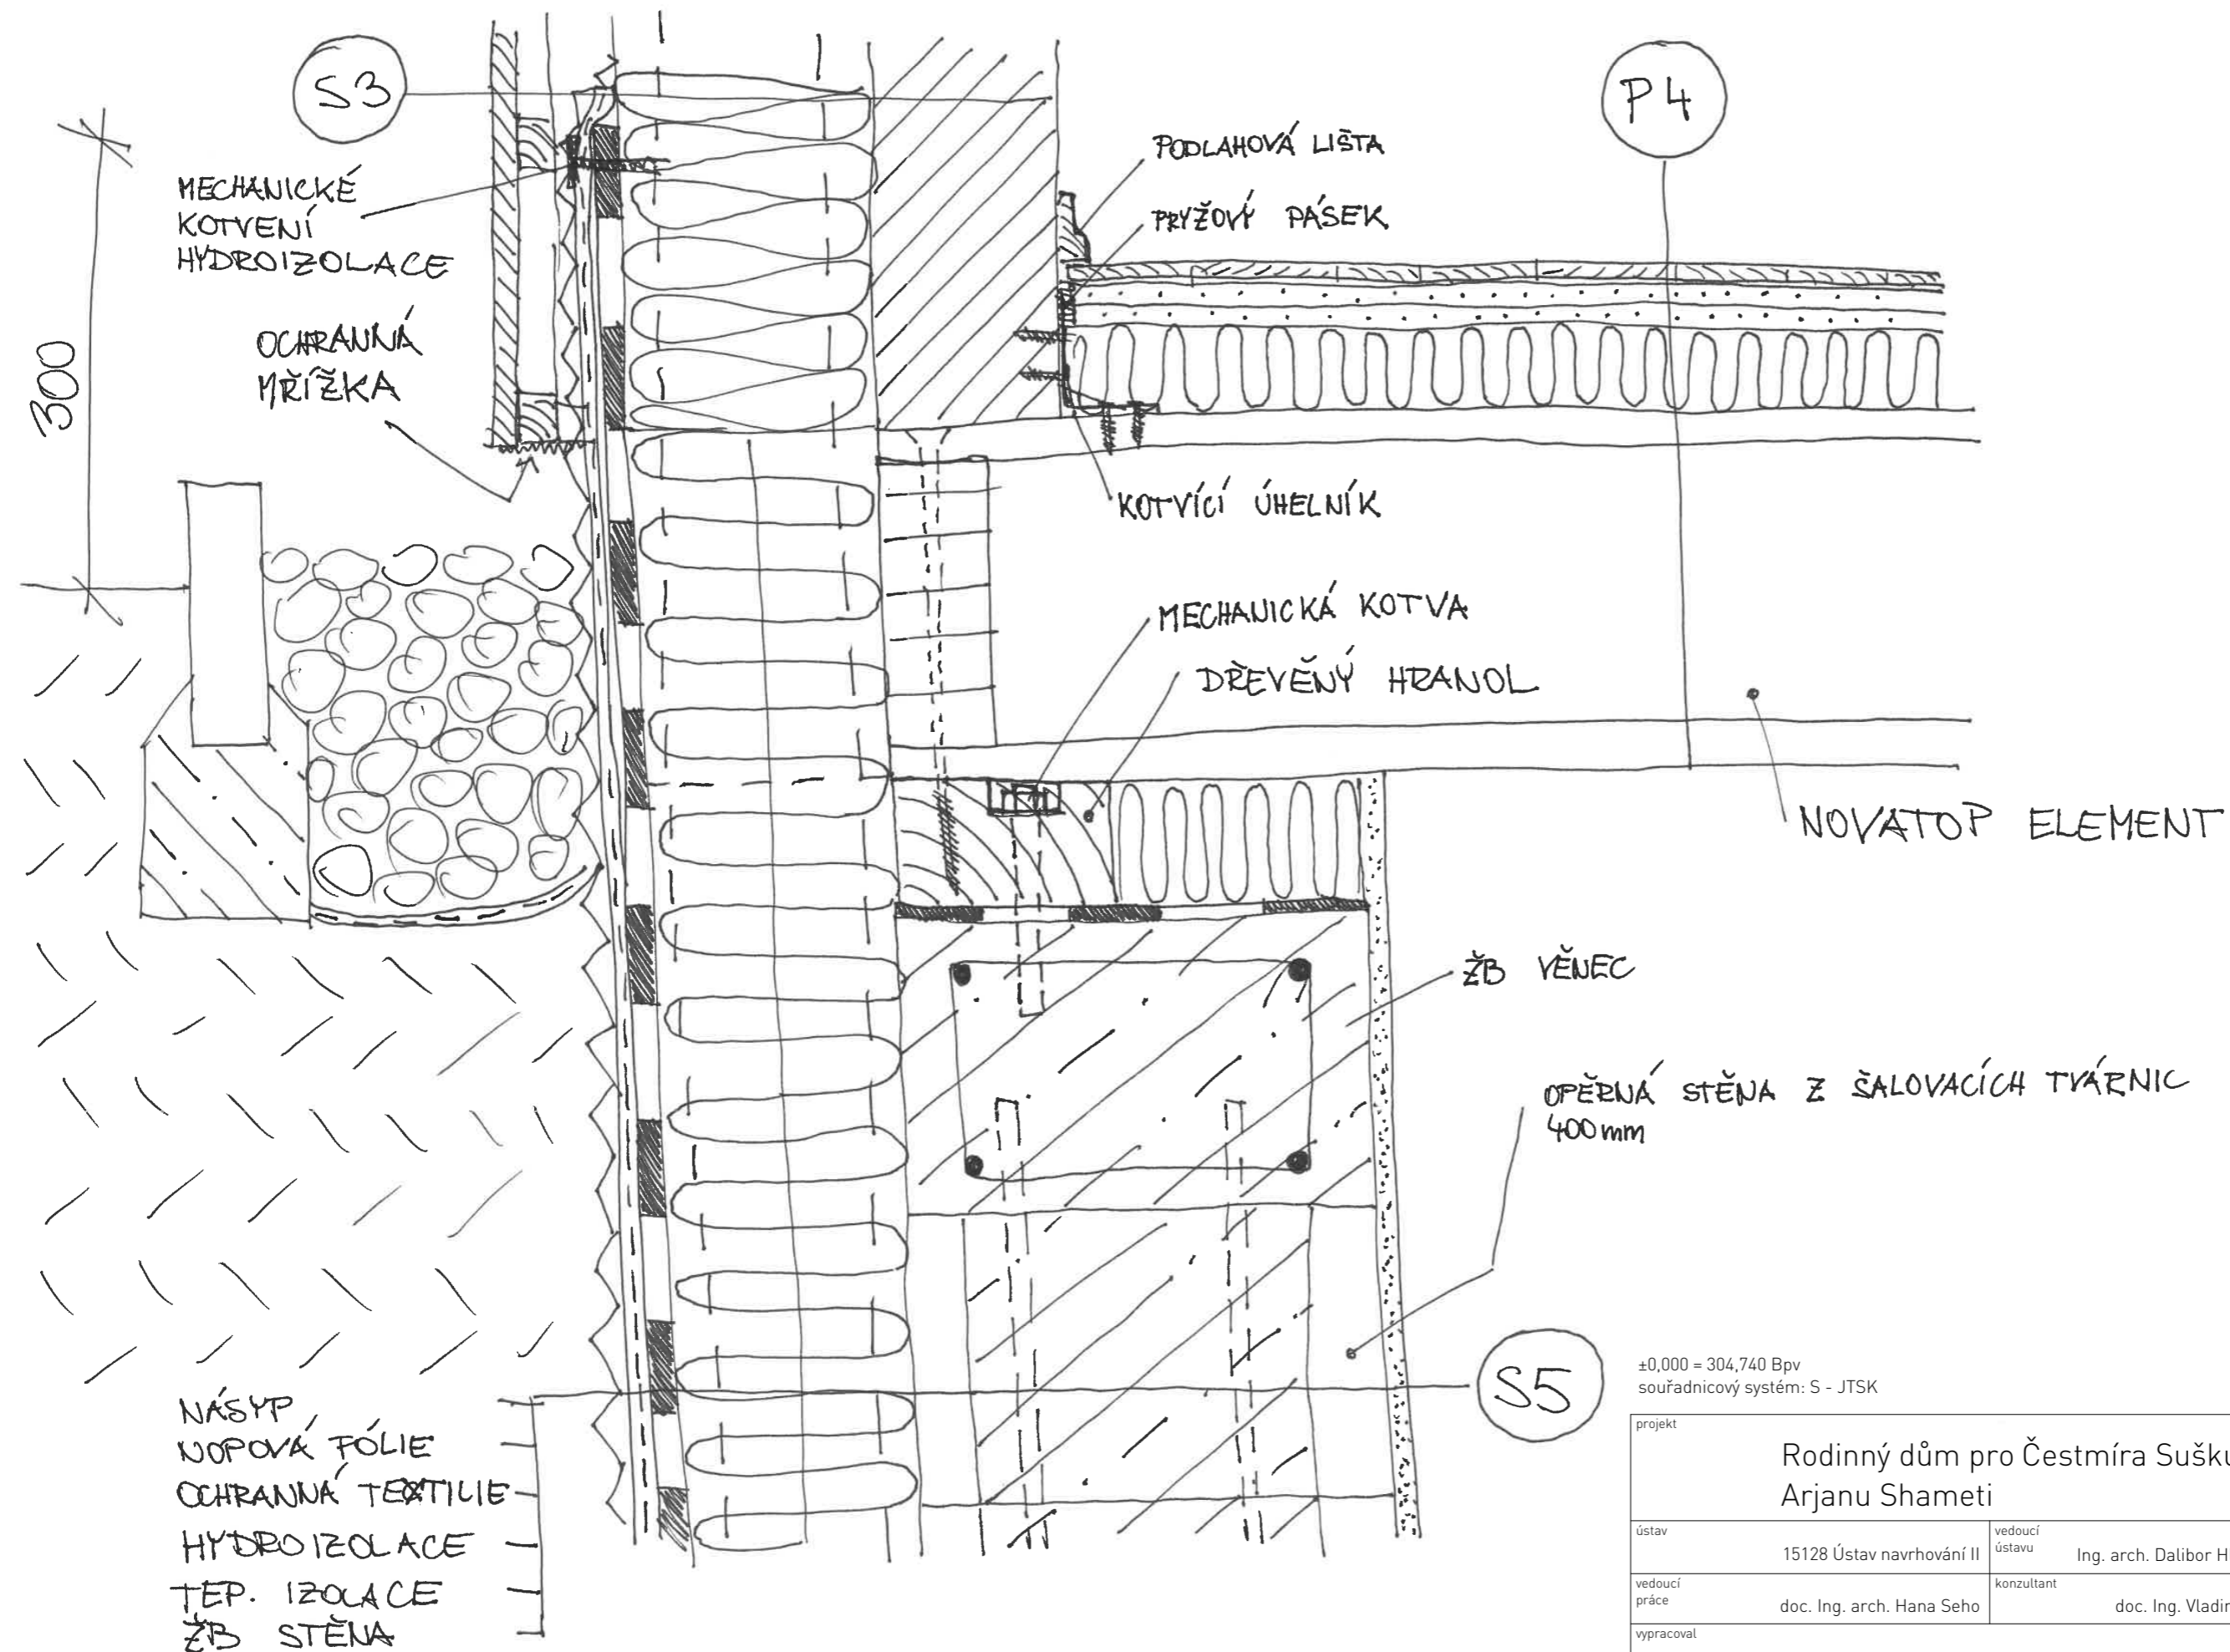 S3
P4
MECHANICKÉ
KOTVENÍ
HYDROIZOLACE
OCHRANNÁ
MŘÍŽKA
300
PODLAHOVÁ LIŠTA
PRYŽOVÝ PÁSEK
KOTVÍCÍ ÚHELNÍK
MECHANICKÁ KOTVA
DŘEVĚNÝ HRANOL
NOVATOP ELEMENT
ŽB VĚNEC
OPĚRNÁ STĚNA Z ŠALOVACÍCH TVÁRNIC
400mm
S5
NÁSYP
NOPOVÁ FÓLIE
OCHRANNÁ TEXTILIE
HYDROIZOLACE
TEP. IZOLACE
ŽB STĚNA
±0,000 = 304,740 Bpv
souřadnicový systém: S - JTSK
projekt
Rodinný dům pro Čestmíra Sušku
Arjanu Shameti
ústav
15128 Ústav navrhování II
vedoucí
ústavu
Ing. arch. Dalibor H
vedoucí
práce
doc. Ing. arch. Hana Seho
konzultant
doc. Ing. Vladi
vypracoval